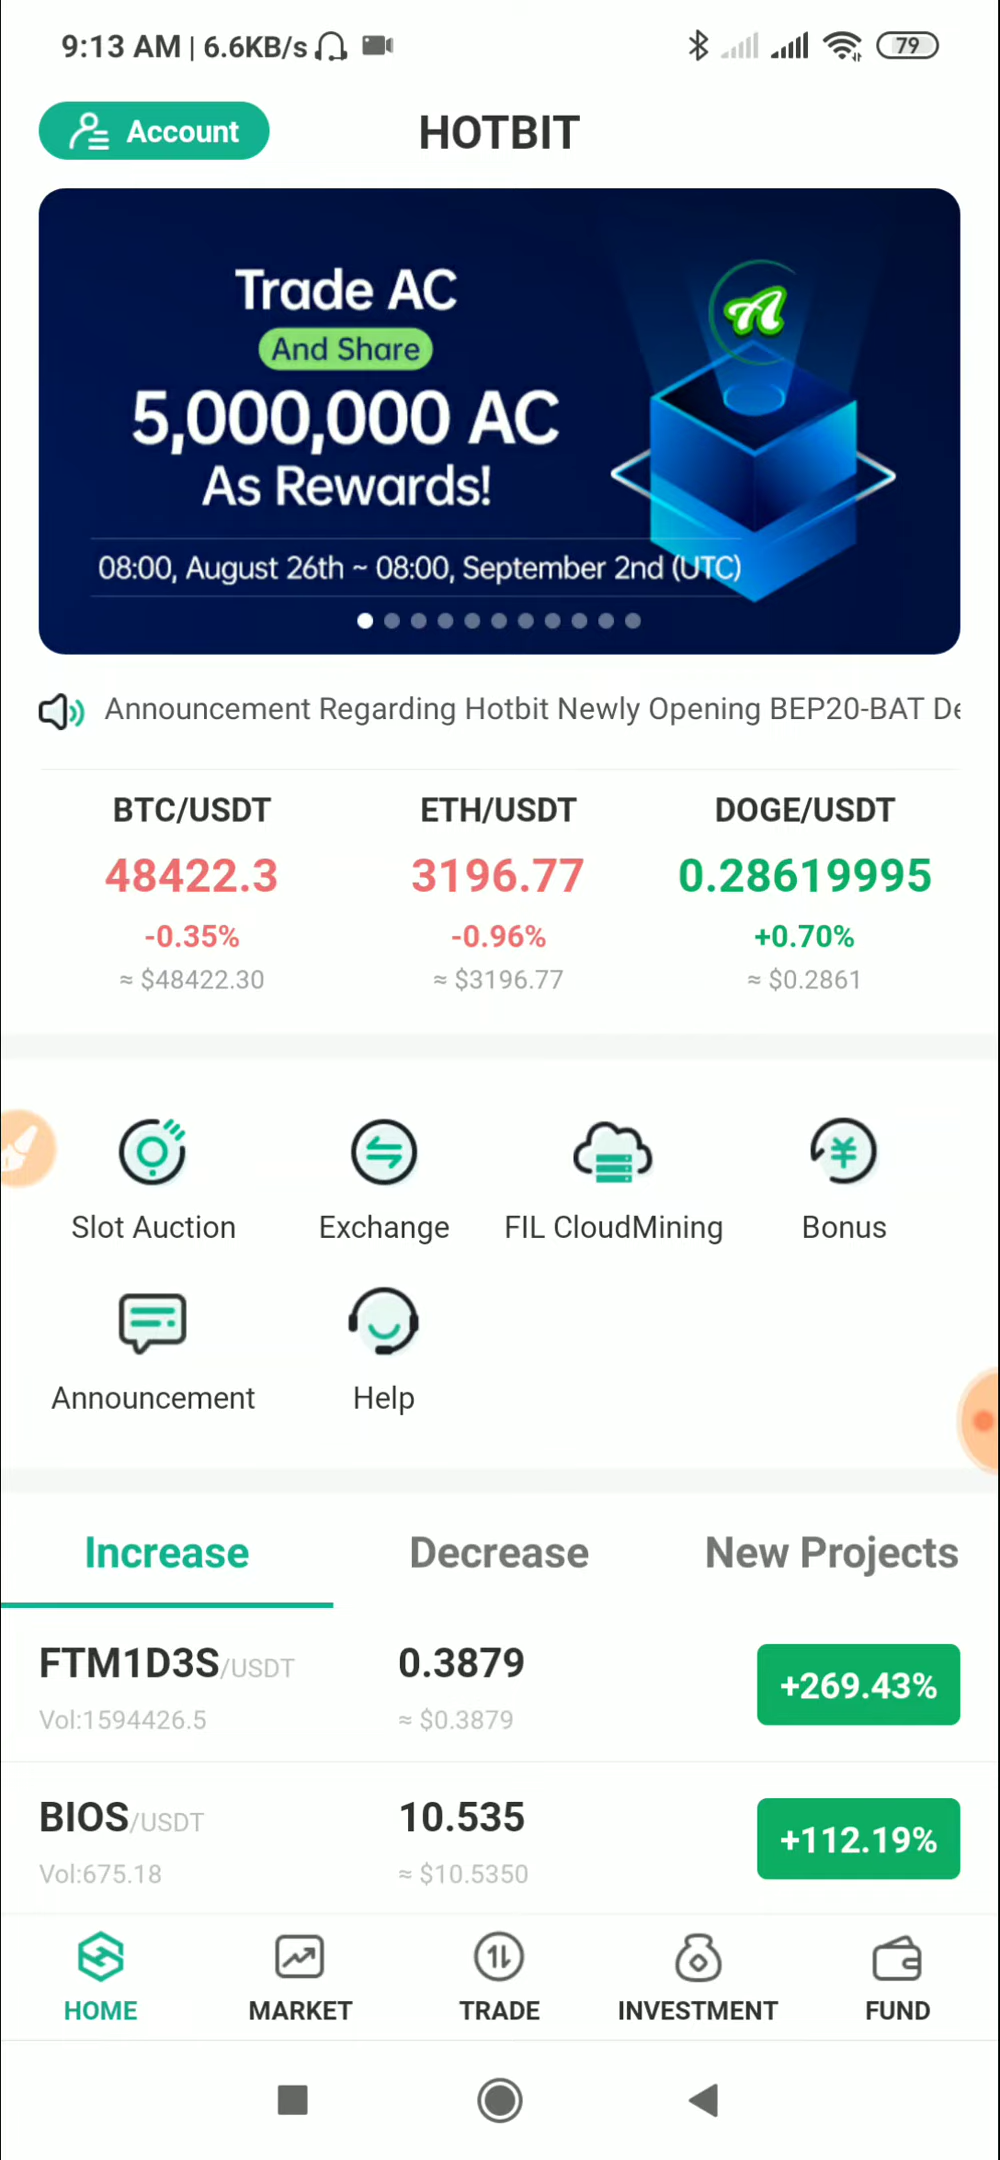 9:13 AM | 6.6KB/s 79
Account HOTBIT
Trade AC
And Share
5,000,000 AC
As Rewards!
08:00, August 26th ~ 08:00, September 2nd (UTC)
Announcement Regarding Hotbit Newly Opening BEP20-BAT De
BTC/USDT ETH/USDT DOGE/USDT
48422.3 3196.77 0.28619995
-0.35% -0.96% +0.70%
≈ $48422.30 ≈ $3196.77 ≈ $0.2861
Slot Auction Exchange FIL CloudMining Bonus
Announcement Help
Increase Decrease New Projects
FTM1D3S/USDT 0.3879 +269.43%
Vol:1594426.5 ≈ $0.3879
BIOS/USDT 10.535 +112.19%
Vol:675.18 ≈ $10.5350
HOME MARKET TRADE INVESTMENT FUND